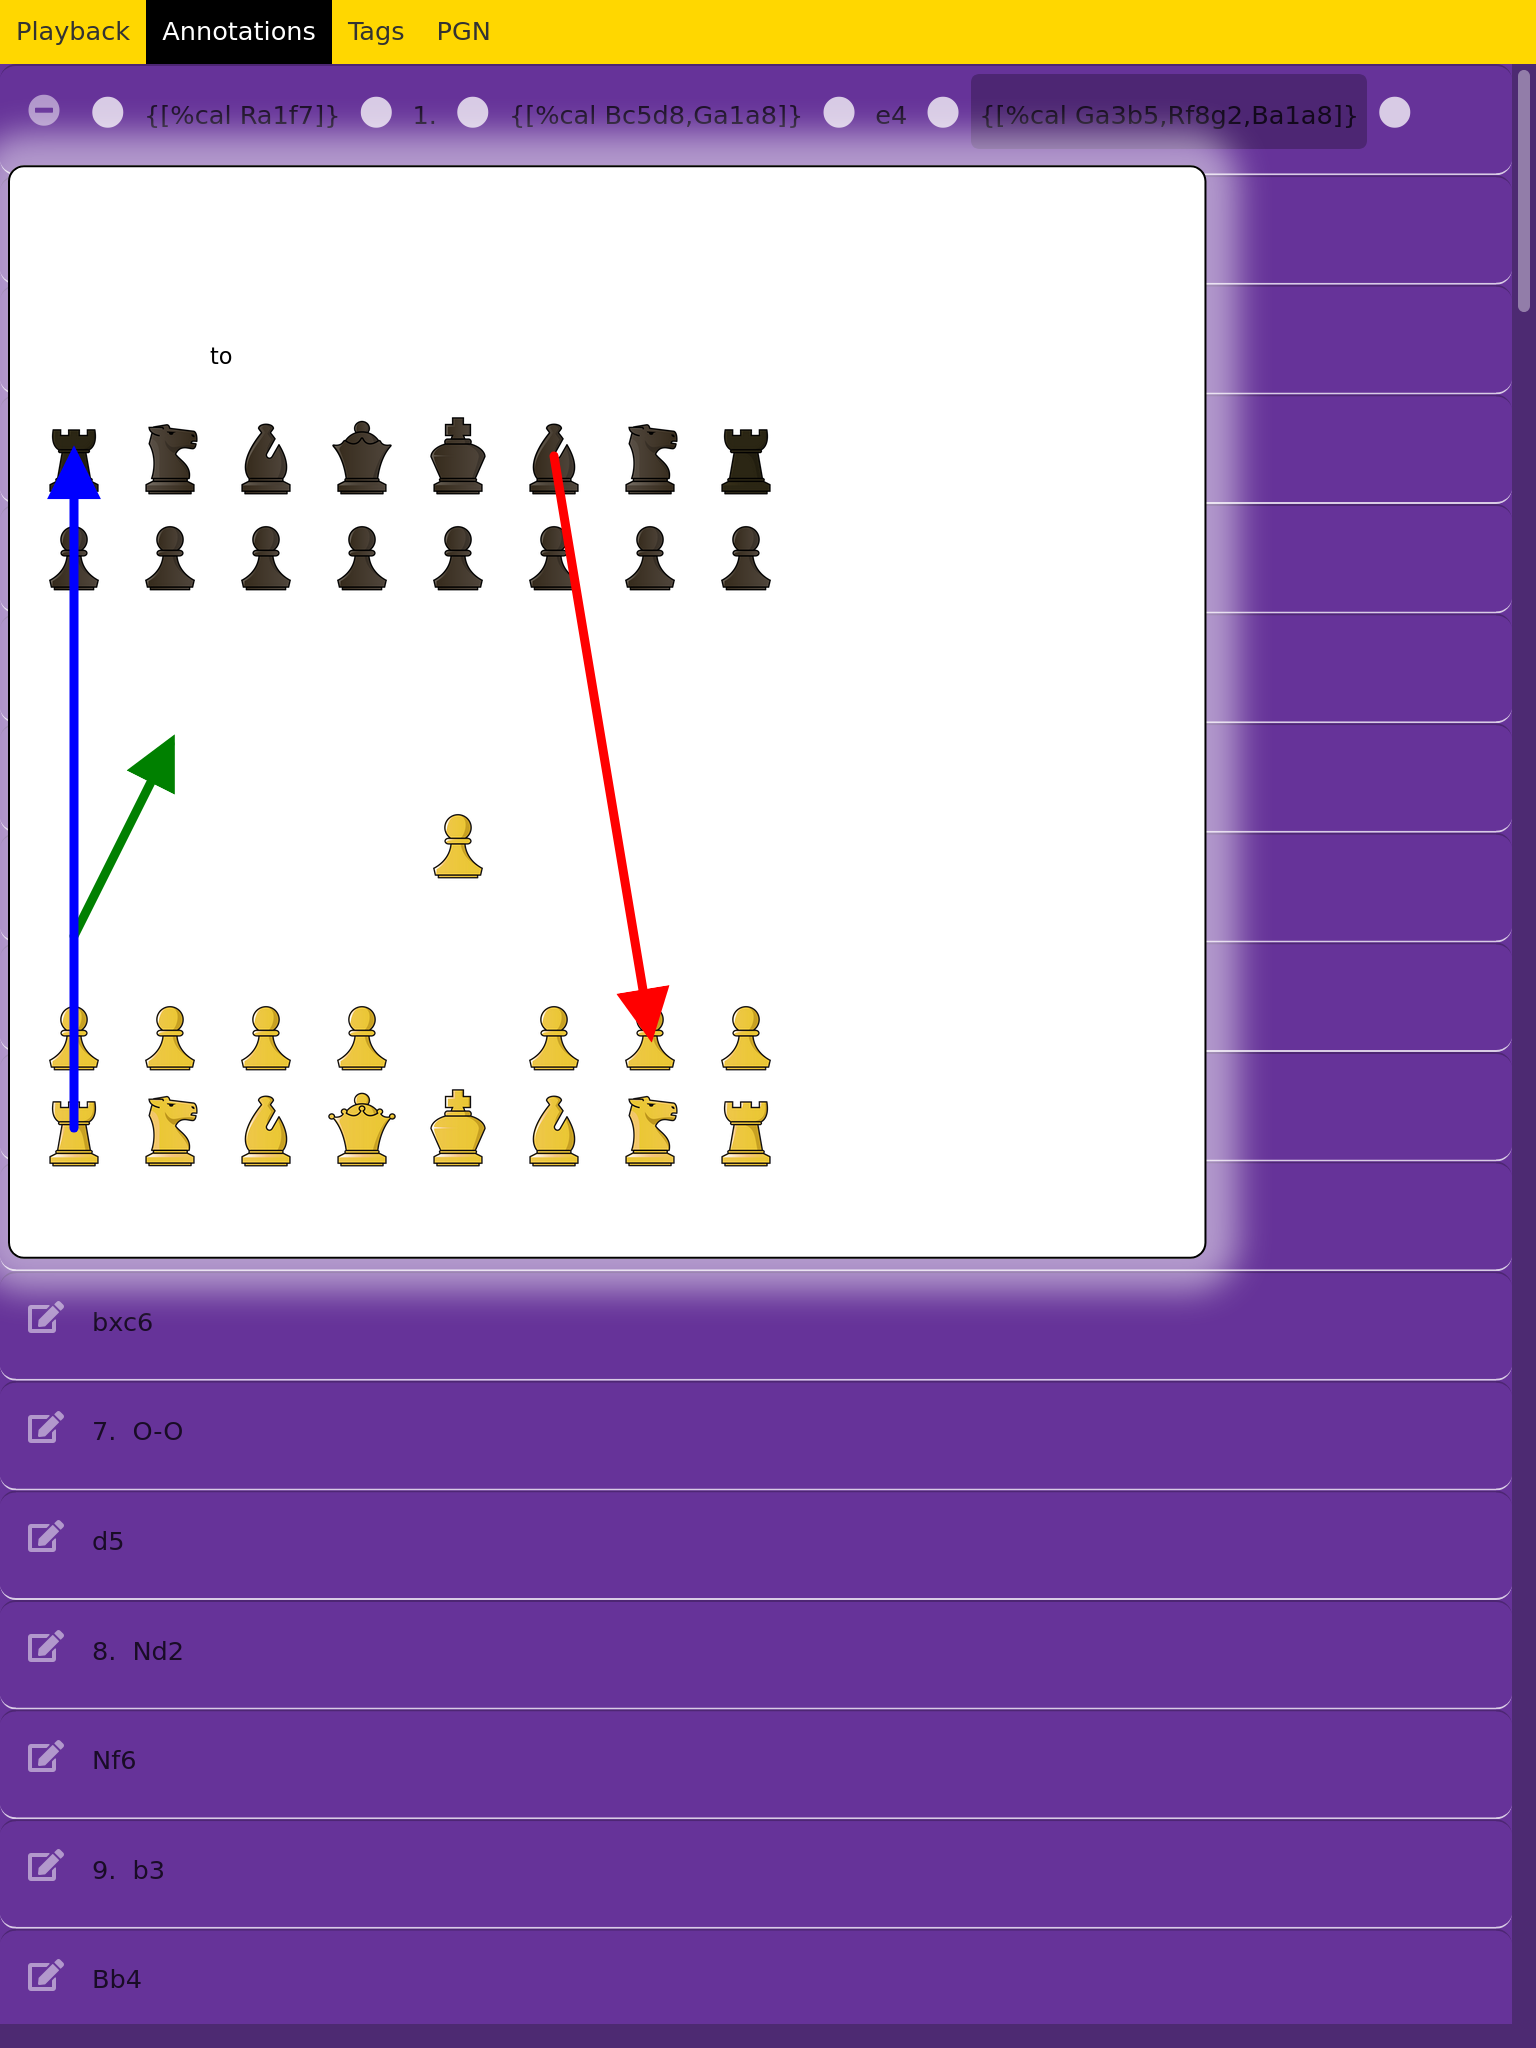 Playback Annotations Tags PGN
{[%cal Ra1f7]} 1. {[%cal Bc5d8,Ga1a8]} e4 {[%cal Ga3b5,Rf8g2,Ba1a8]}
to
bxc6
7. O-O
d5
8. Nd2
Nf6
9. b3
Bb4